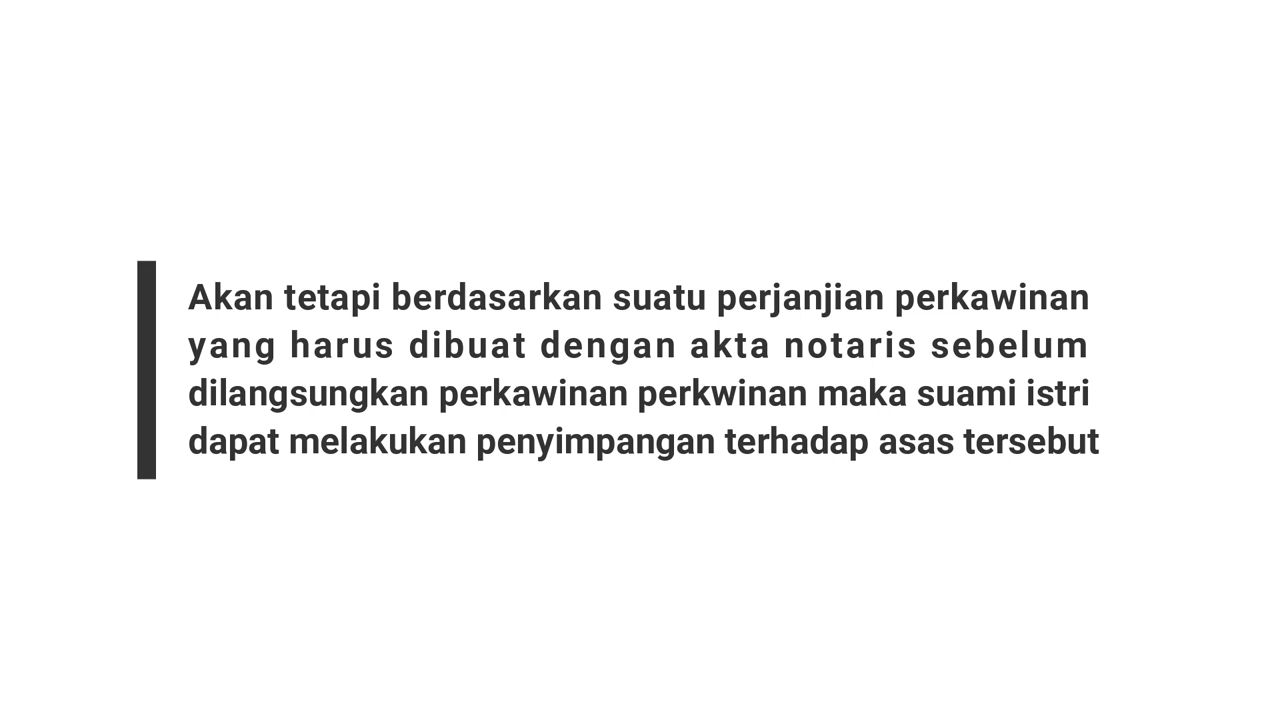 Akan tetapi berdasarkan suatu perjanjian perkawinan
yang harus dibuat dengan akta notaris sebelum
dilangsungkan perkawinan perkwinan maka suami istri
dapat melakukan penyimpangan terhadap asas tersebut